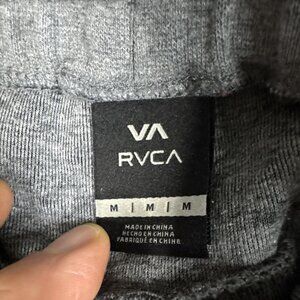 VA
RVCA
M | M | M
MADE IN CHINA
HECHO EN CHINA
FABRIQUÉ EN CHINE